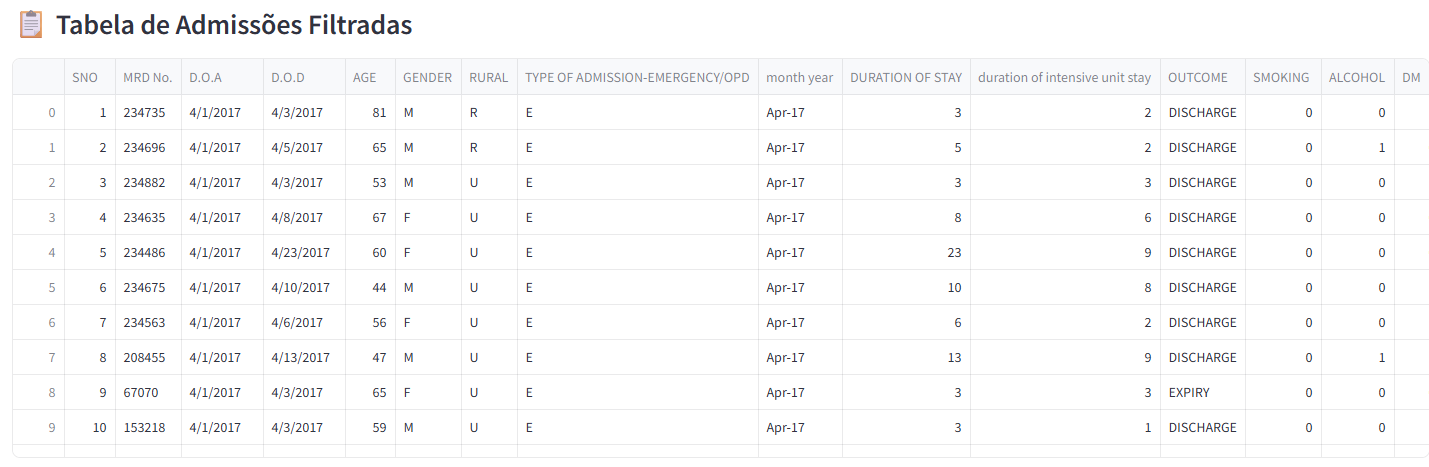 📋 Tabela de Admissões Filtradas
SNO MRD No. D.O.A D.O.D AGE GENDER RURAL TYPE OF ADMISSION-EMERGENCY/OPD month year DURATION OF STAY duration of intensive unit stay OUTCOME SMOKING ALCOHOL DM
0 1 234735 4/1/2017 4/3/2017 81 M R E Apr-17 3 2 DISCHARGE 0 0
1 2 234696 4/1/2017 4/5/2017 65 M R E Apr-17 5 2 DISCHARGE 0 1
2 3 234882 4/1/2017 4/3/2017 53 M U E Apr-17 3 3 DISCHARGE 0 0
3 4 234635 4/1/2017 4/8/2017 67 F U E Apr-17 8 6 DISCHARGE 0 0
4 5 234486 4/1/2017 4/23/2017 60 F U E Apr-17 23 9 DISCHARGE 0 0
5 6 234675 4/1/2017 4/10/2017 44 M U E Apr-17 10 8 DISCHARGE 0 0
6 7 234563 4/1/2017 4/6/2017 56 F U E Apr-17 6 2 DISCHARGE 0 0
7 8 208455 4/1/2017 4/13/2017 47 M U E Apr-17 13 9 DISCHARGE 0 1
8 9 67070 4/1/2017 4/3/2017 65 F U E Apr-17 3 3 EXPIRY 0 0
9 10 153218 4/1/2017 4/3/2017 59 M U E Apr-17 3 1 DISCHARGE 0 0